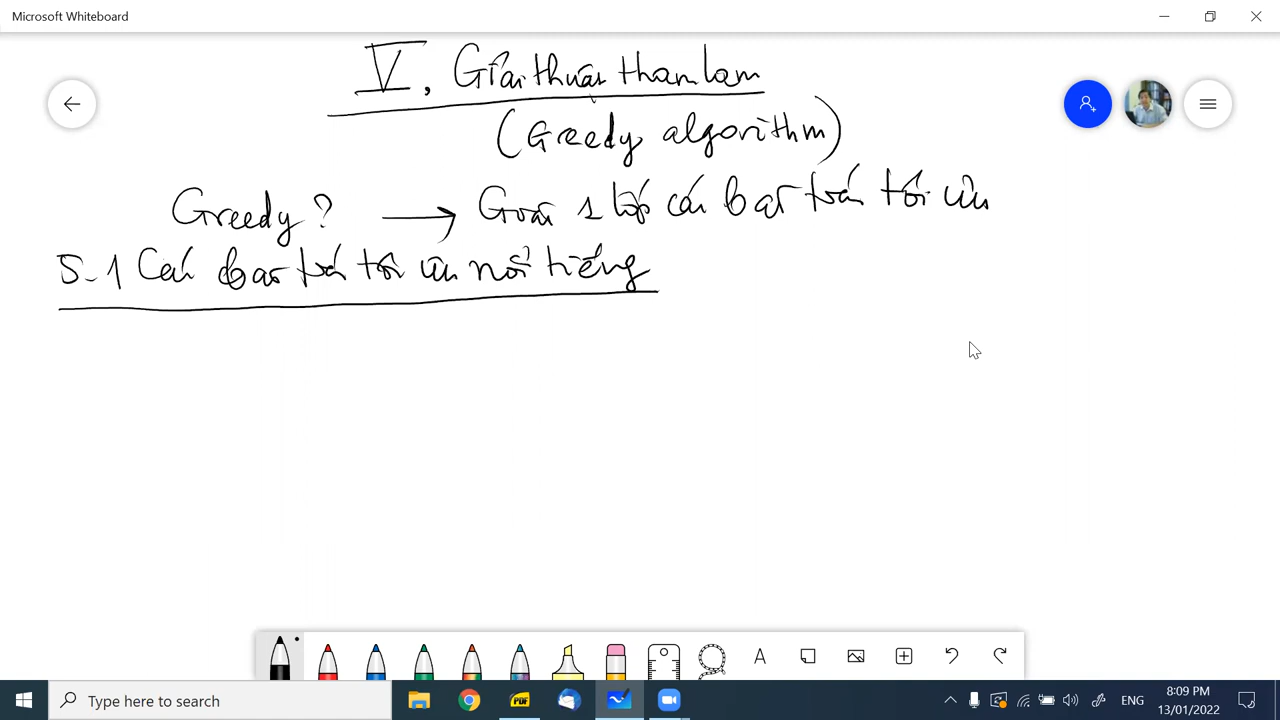 Microsoft Whiteboard
V, Giải thuật tham lam
(Greedy algorithm)
Greedy? → Giải 1 lớp các bài toán tối ưu
5-1 Các bài toán tối ưu nổi tiếng
A
Type here to search
PDF
ENG
8:09 PM
13/01/2022